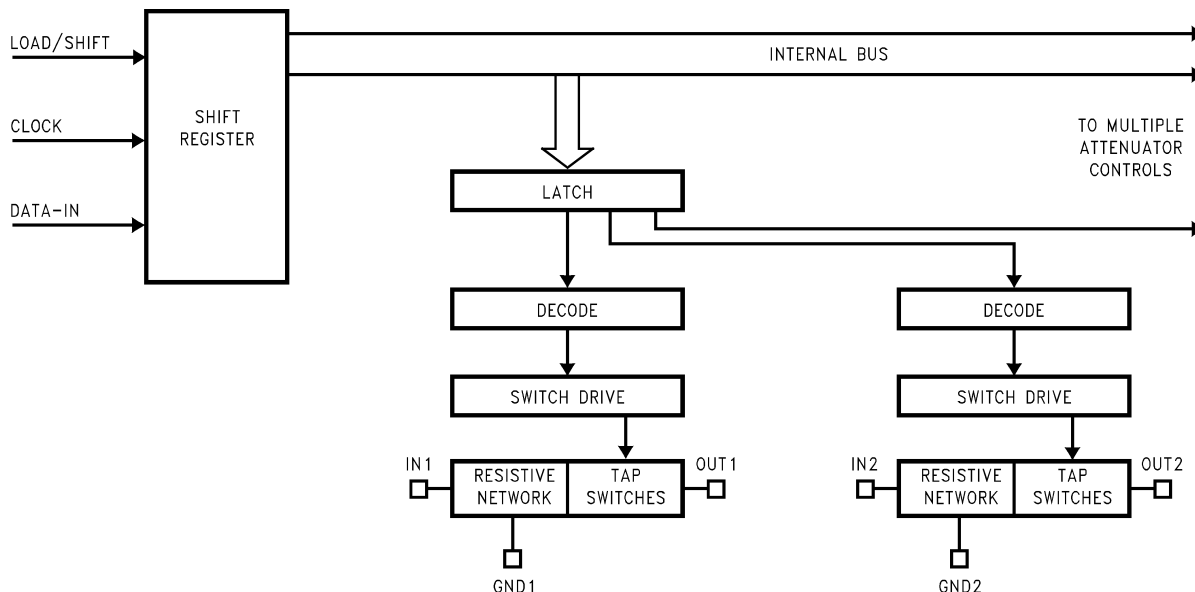 LOAD/SHIFT
CLOCK
DATA-IN
SHIFT
REGISTER
INTERNAL BUS
TO MULTIPLE
ATTENUATOR
CONTROLS
LATCH
DECODE
DECODE
SWITCH DRIVE
SWITCH DRIVE
IN1
RESISTIVE
NETWORK
TAP
SWITCHES
OUT1
GND1
IN2
RESISTIVE
NETWORK
TAP
SWITCHES
OUT2
GND2